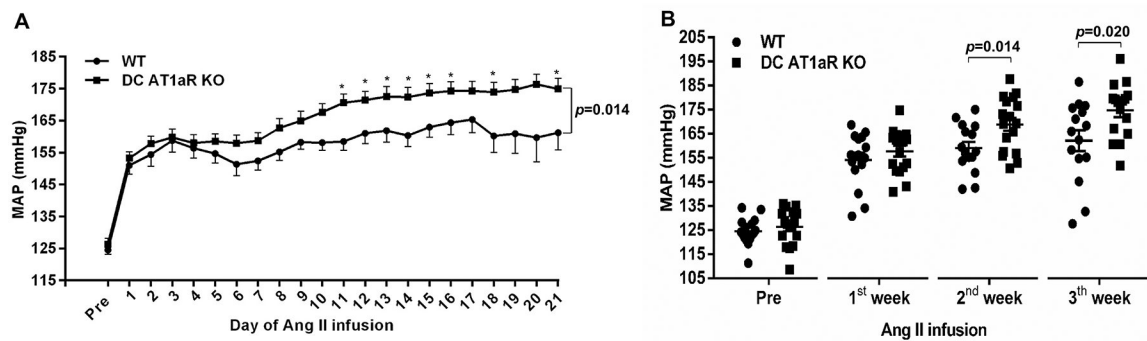 A
WT
DC AT1aR KO
MAP (mmHg)
185
175
165
155
145
135
125
115
* * * * * * * *
p=0.014
Pre 1 2 3 4 5 6 7 8 9 10 11 12 13 14 15 16 17 18 19 20 21
Day of Ang II infusion
B
WT
DC AT1aR KO
MAP (mmHg)
205
195
185
175
165
155
145
135
125
115
105
p=0.014
p=0.020
Pre 1st week 2nd week 3th week
Ang II infusion